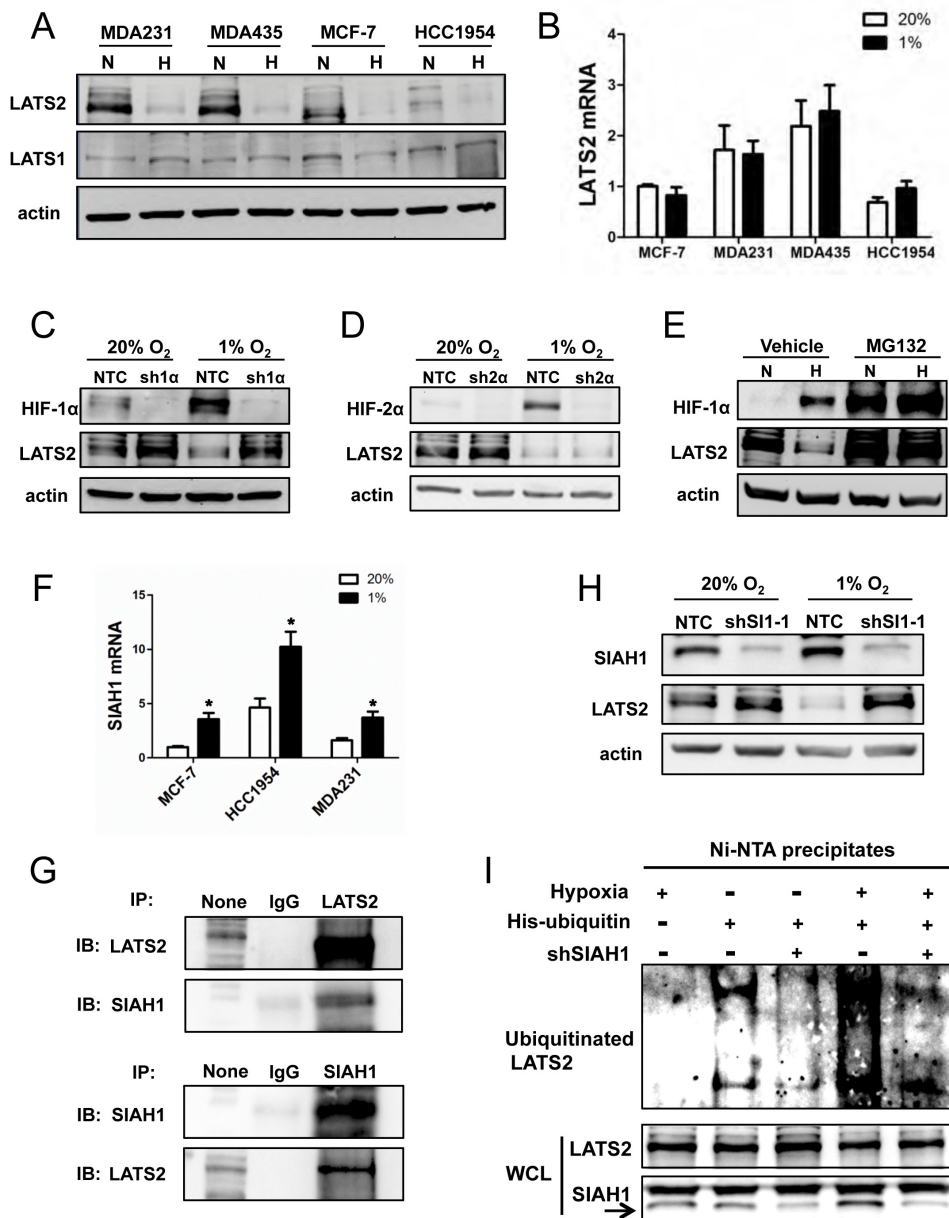 A
MDA231 MDA435 MCF-7 HCC1954
N H N H N H N H
LATS2
LATS1
actin
B
20%
1%
LATS2 mRNA
4
3
2
1
0
MCF-7 MDA231 MDA435 HCC1954
C
20% O2 1% O2
NTC sh1α NTC sh1α
HIF-1α
LATS2
actin
D
20% O2 1% O2
NTC sh2α NTC sh2α
HIF-2α
LATS2
actin
E
Vehicle MG132
N H N H
HIF-1α
LATS2
actin
F
20%
1%
SIAH1 mRNA
15
10
5
0
* * *
MCF-7 HCC1954 MDA231
H
20% O2 1% O2
NTC shSI1-1 NTC shSI1-1
SIAH1
LATS2
actin
G
IP: None IgG LATS2
IB: LATS2
IB: SIAH1
IP: None IgG SIAH1
IB: SIAH1
IB: LATS2
I
Ni-NTA precipitates
Hypoxia + - - + +
His-ubiquitin - + + + +
shSIAH1 - - + - +
Ubiquitinated
LATS2
WCL
LATS2
SIAH1